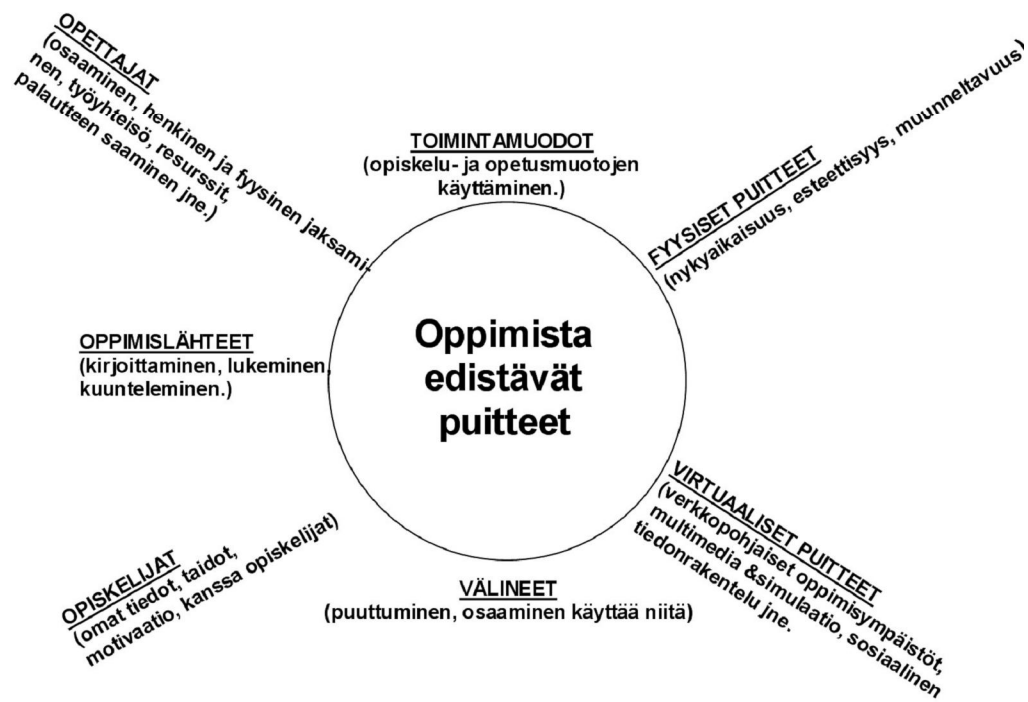 OPETTAJAT
(osaaminen, henkinen ja fyysinen jaksami-
nen, työyhteisö, resurssit,
palautteen saaminen jne.)
TOIMINTAMUODOT
(opiskelu- ja opetusmuotojen
käyttäminen.)
FYYSISET PUITTEET
(nykyaikaisuus, esteettisyys, muunneltavuus)
OPPIMISLÄHTEET
(kirjoittaminen, lukeminen,
kuunteleminen.)
Oppimista
edistävät
puitteet
OPISKELIJAT
(omat tiedot, taidot,
motivaatio, kanssa opiskelijat)
VÄLINEET
(puuttuminen, osaaminen käyttää niitä)
VIRTUAALISET PUITTEET
(verkkopohjaiset oppimisympäistöt,
multimedia &simulaatio, sosiaalinen
tiedonrakentelu jne.